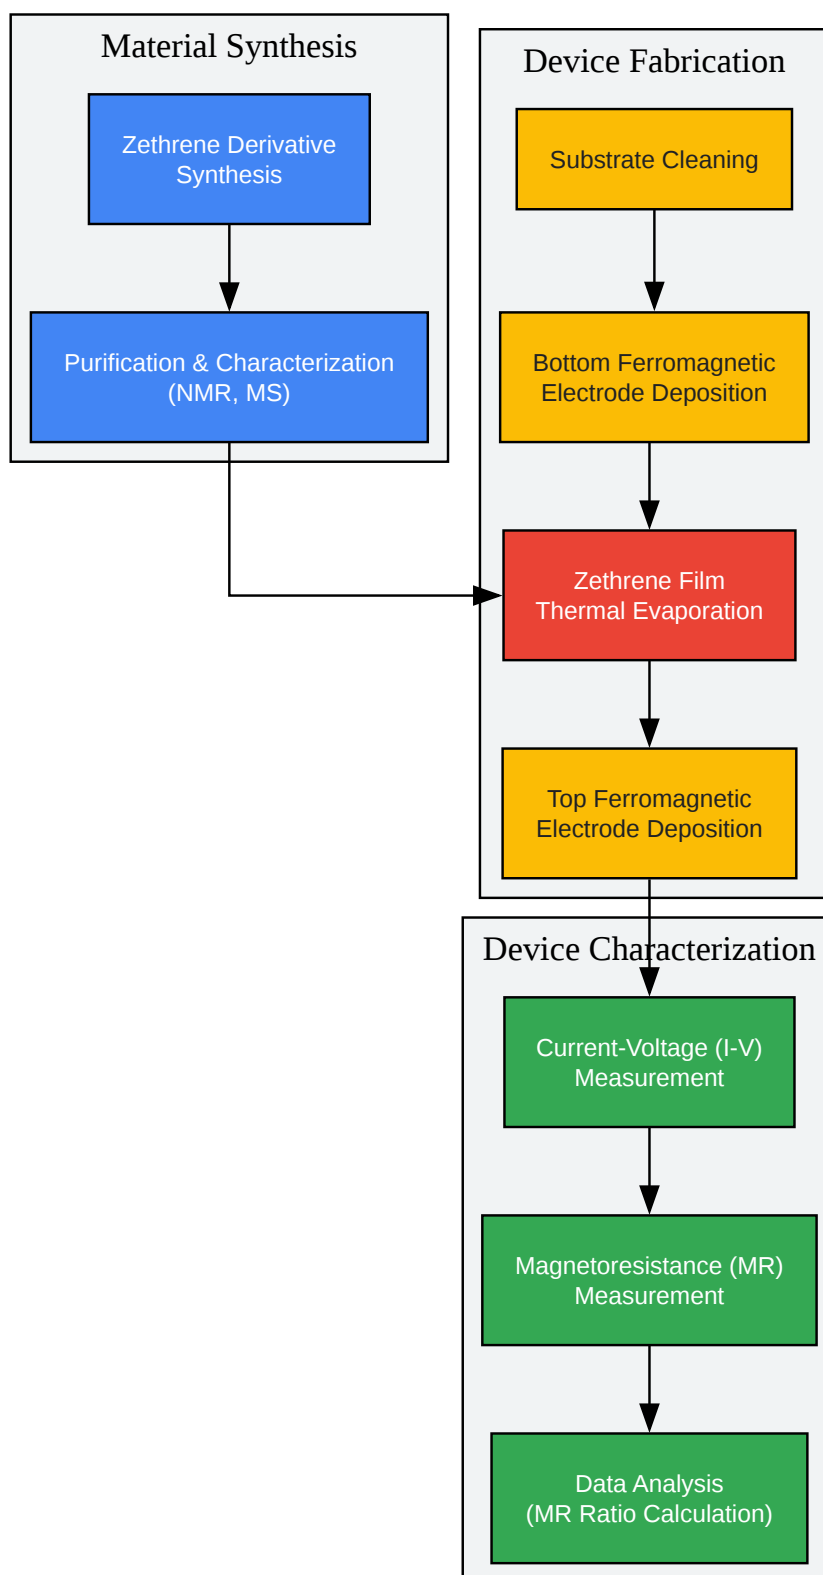 Material Synthesis
Zethrene Derivative
Synthesis
Purification & Characterization
(NMR, MS)
Device Fabrication
Substrate Cleaning
Bottom Ferromagnetic
Electrode Deposition
Zethrene Film
Thermal Evaporation
Top Ferromagnetic
Electrode Deposition
Device Characterization
Current-Voltage (I-V)
Measurement
Magnetoresistance (MR)
Measurement
Data Analysis
(MR Ratio Calculation)